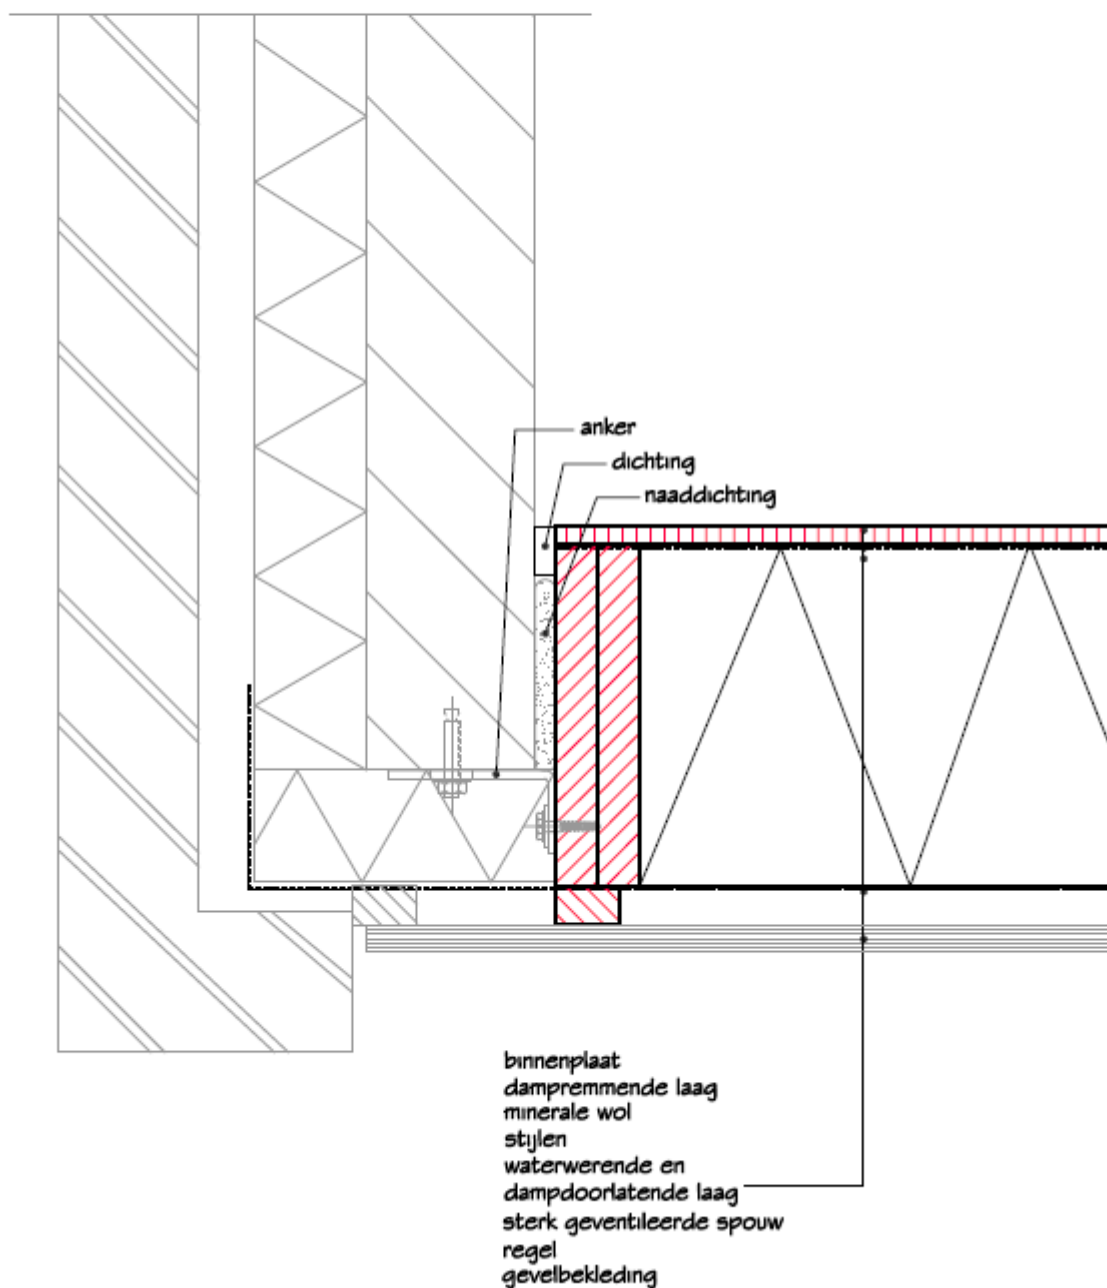 anker
dichting
naaddichting
binnenplaat
dampremmende laag
minerale wol
stijlen
waterwerende en
dampdoorlatende laag
sterk geventileerde spouw
regel
gevelbekleding